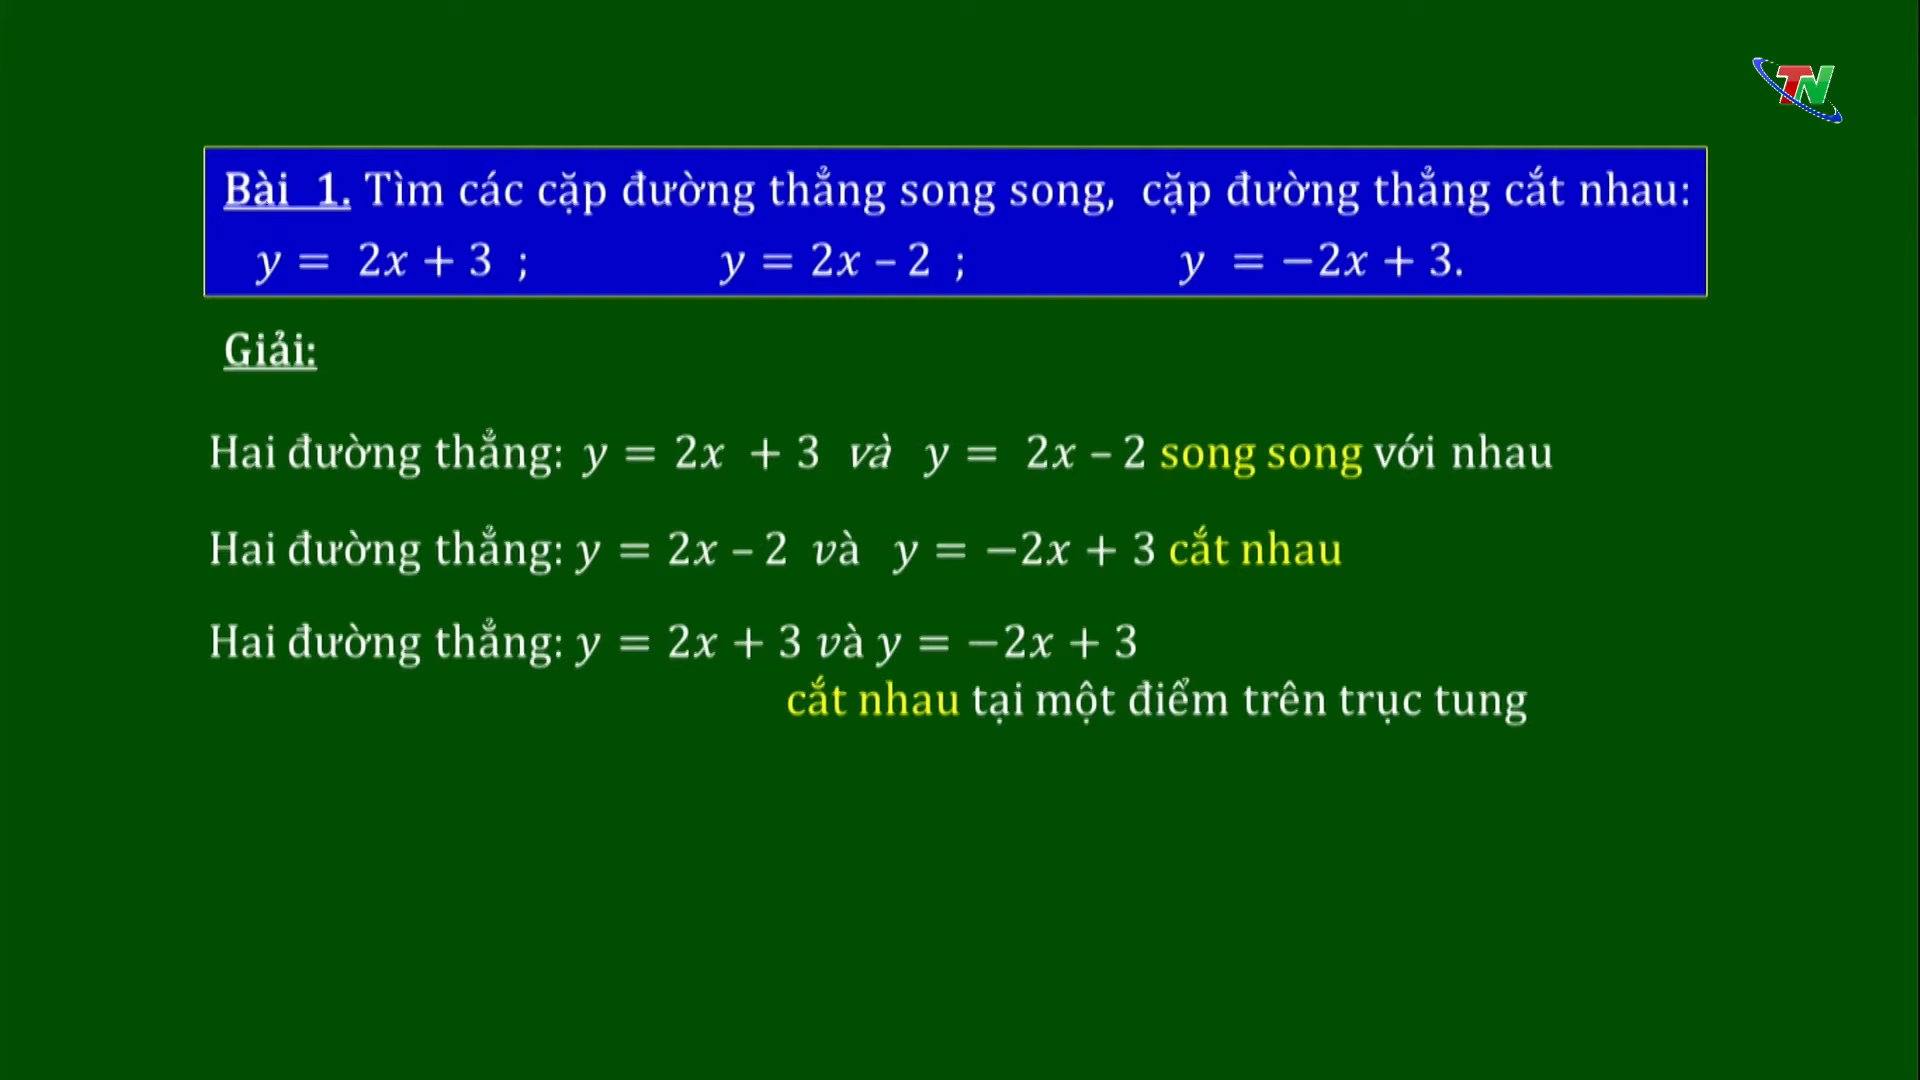 TN
Bài 1. Tìm các cặp đường thẳng song song, cặp đường thẳng cắt nhau:
y = 2x + 3 ; y = 2x – 2 ; y = −2x + 3.
Giải:
Hai đường thẳng: y = 2x + 3 và y = 2x – 2 song song với nhau
Hai đường thẳng: y = 2x – 2 và y = −2x + 3 cắt nhau
Hai đường thẳng: y = 2x + 3 và y = −2x + 3
cắt nhau tại một điểm trên trục tung